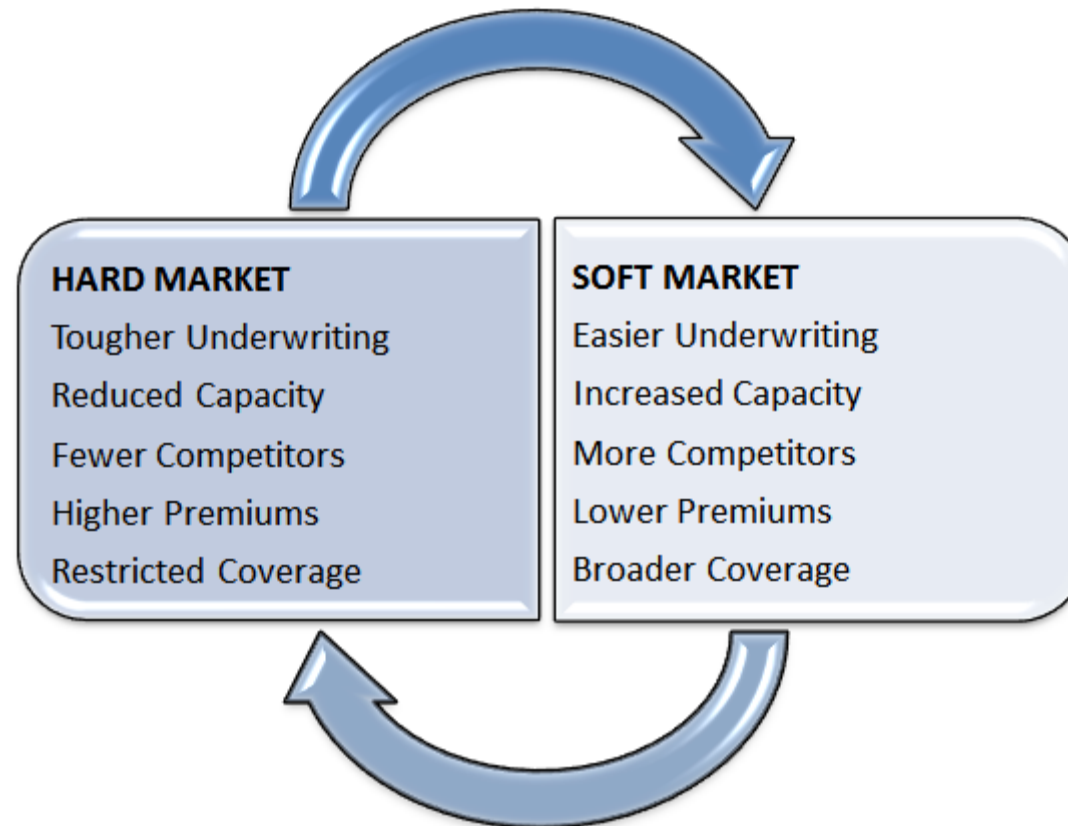 HARD MARKET
Tougher Underwriting
Reduced Capacity
Fewer Competitors
Higher Premiums
Restricted Coverage
SOFT MARKET
Easier Underwriting
Increased Capacity
More Competitors
Lower Premiums
Broader Coverage